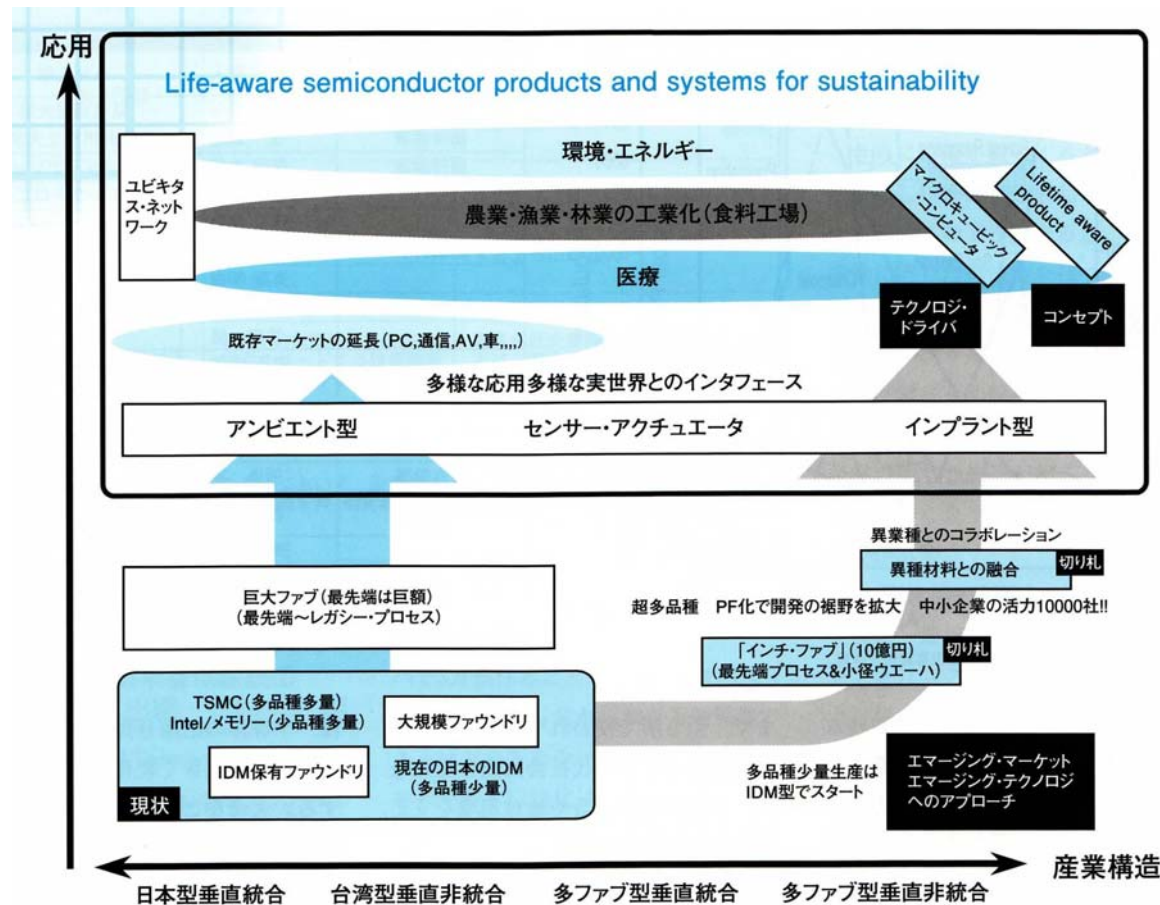 応用
Life-aware semiconductor products and systems for sustainability
環境・エネルギー
ユビキタ
ス・ネット
ワーク
農業・漁業・林業の工業化(食料工場)
マイクロキュービック
・コンピュータ
Lifetime aware
product
医療
テクノロジ・
ドライバ
コンセプト
既存マーケットの延長(PC,通信,AV,車,,,,)
多様な応用多様な実世界とのインタフェース
アンビエント型
センサー・アクチュエータ
インプラント型
異業種とのコラボレーション
異種材料との融合
切り札
巨大ファブ(最先端は巨額)
(最先端～レガシー・プロセス)
超多品種 PF化で開発の裾野を拡大 中小企業の活力10000社!!
「インチ・ファブ」(10億円)
(最先端プロセス&小径ウエーハ)
切り札
TSMC(多品種多量)
Intel/メモリー(少品種多量)
大規模ファウンドリ
IDM保有ファウンドリ
現在の日本のIDM
(多品種少量)
現状
多品種少量生産は
IDM型でスタート
エマージング・マーケット
エマージング・テクノロジ
へのアプローチ
産業構造
日本型垂直統合
台湾型垂直非統合
多ファブ型垂直統合
多ファブ型垂直非統合